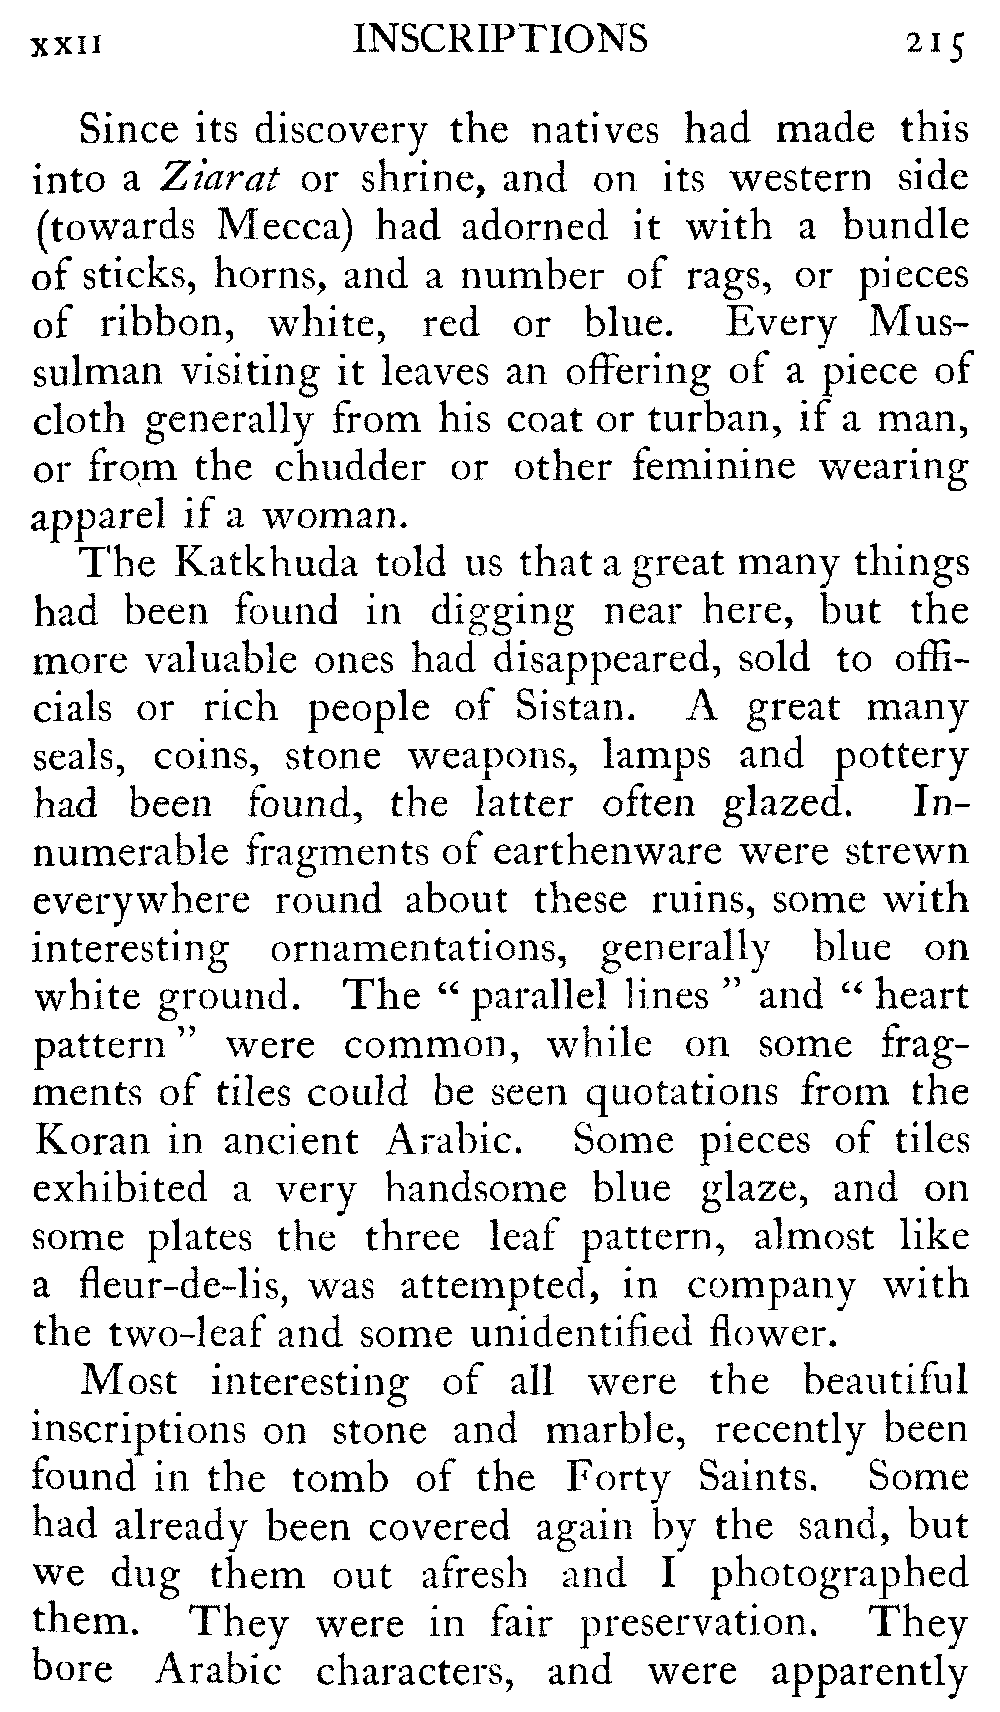 XXII INSCRIPTIONS 215
Since its discovery the natives had made this
into a Ziarat or shrine, and on its western side
(towards Mecca) had adorned it with a bundle
of sticks, horns, and a number of rags, or pieces
of ribbon, white, red or blue. Every Mus-
sulman visiting it leaves an offering of a piece of
cloth generally from his coat or turban, if a man,
or from the chudder or other feminine wearing
apparel if a woman.
The Katkhuda told us that a great many things
had been found in digging near here, but the
more valuable ones had disappeared, sold to offi-
cials or rich people of Sistan. A great many
seals, coins, stone weapons, lamps and pottery
had been found, the latter often glazed. In-
numerable fragments of earthenware were strewn
everywhere round about these ruins, some with
interesting ornamentations, generally blue on
white ground. The “ parallel lines ” and “ heart
pattern ” were common, while on some frag-
ments of tiles could be seen quotations from the
Koran in ancient Arabic. Some pieces of tiles
exhibited a very handsome blue glaze, and on
some plates the three leaf pattern, almost like
a fleur-de-lis, was attempted, in company with
the two-leaf and some unidentified flower.
Most interesting of all were the beautiful
inscriptions on stone and marble, recently been
found in the tomb of the Forty Saints. Some
had already been covered again by the sand, but
we dug them out afresh and I photographed
them. They were in fair preservation. They
bore Arabic characters, and were apparently